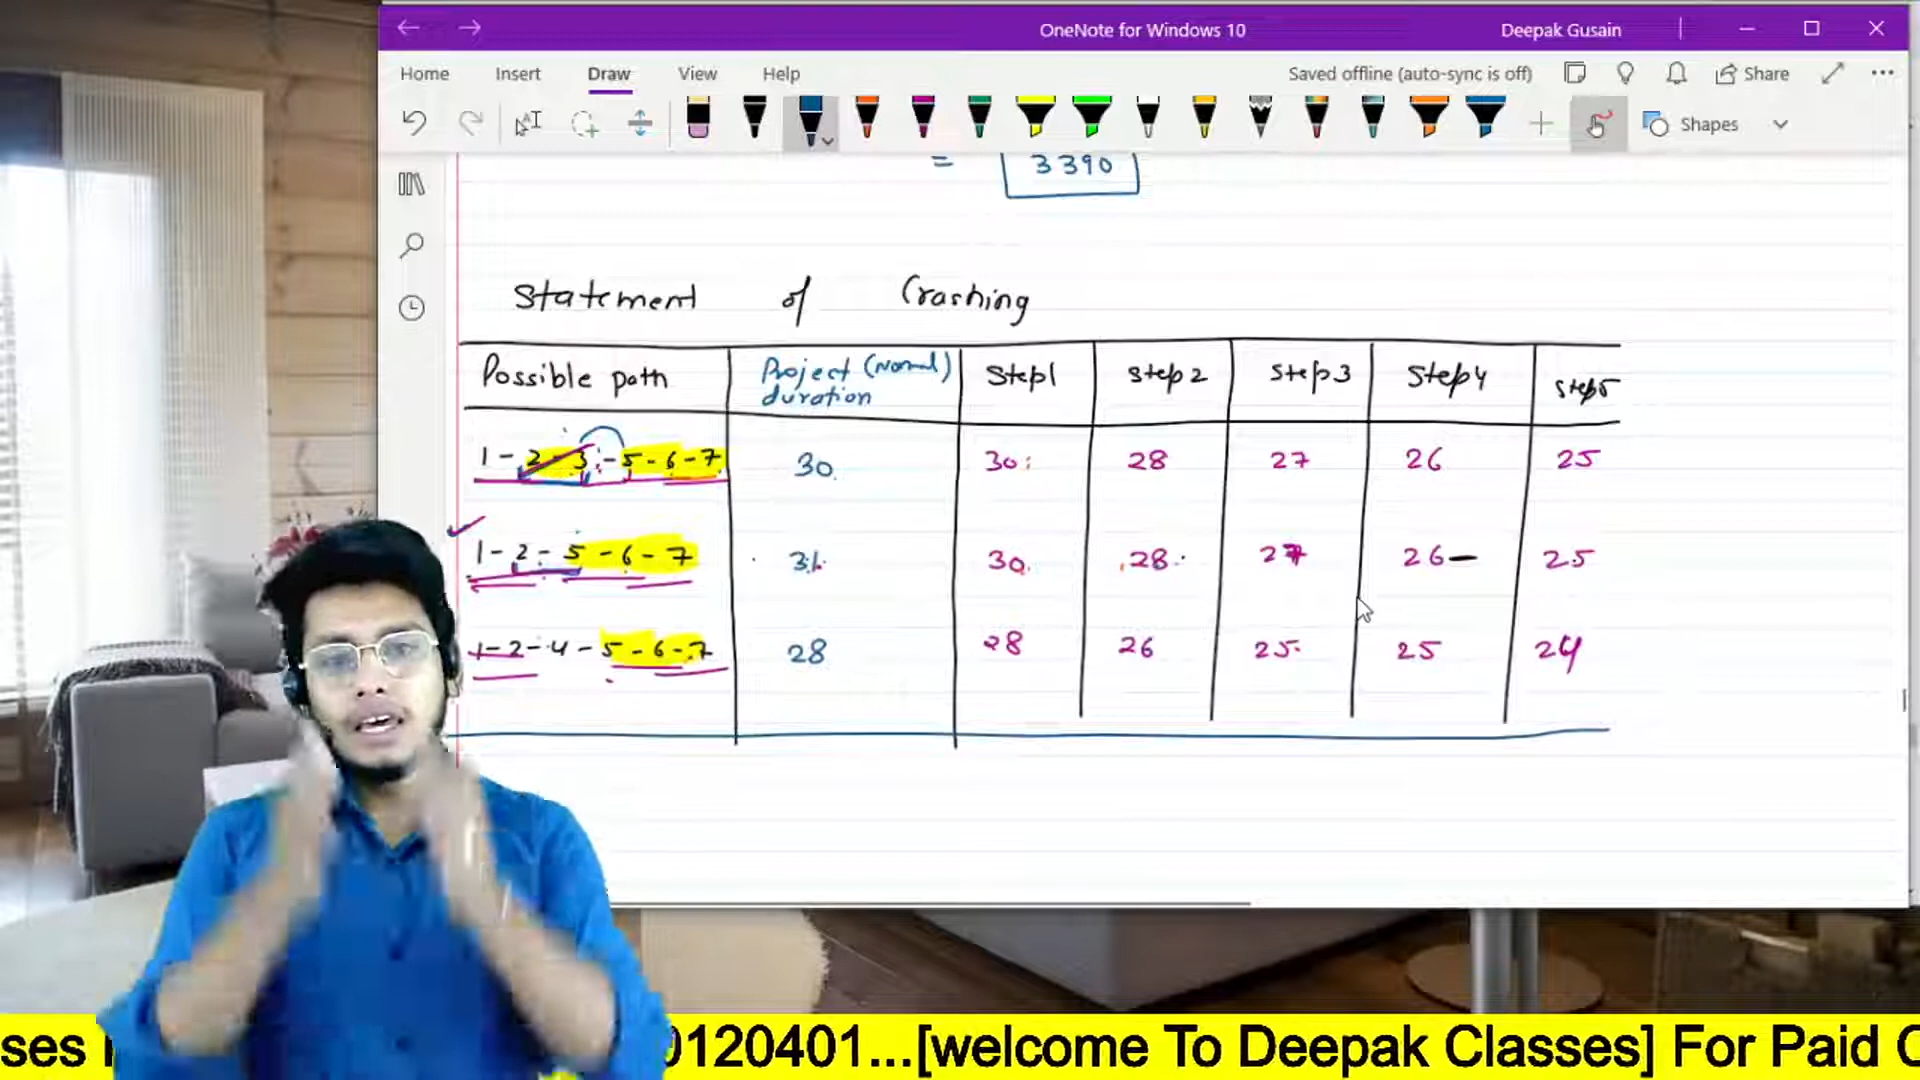 OneNote for Windows 10
Deepak Gusain
Home Insert Draw View Help
Saved offline (auto-sync is off)
Share
Shapes
= 3390
Statement of Crashing
Possible path
Project (Normal) duration
Step1
Step2
Step3
Step4
Step5
1 - 2 - 3 - 5 - 6 - 7 30 30 28 27 26 25
1 - 2 - 5 - 6 - 7 31 30 28 27 26 25
1 - 2 - 4 - 5 - 6 - 7 28 28 26 25 25 24
ses
0120401...[welcome To Deepak Classes] For Paid